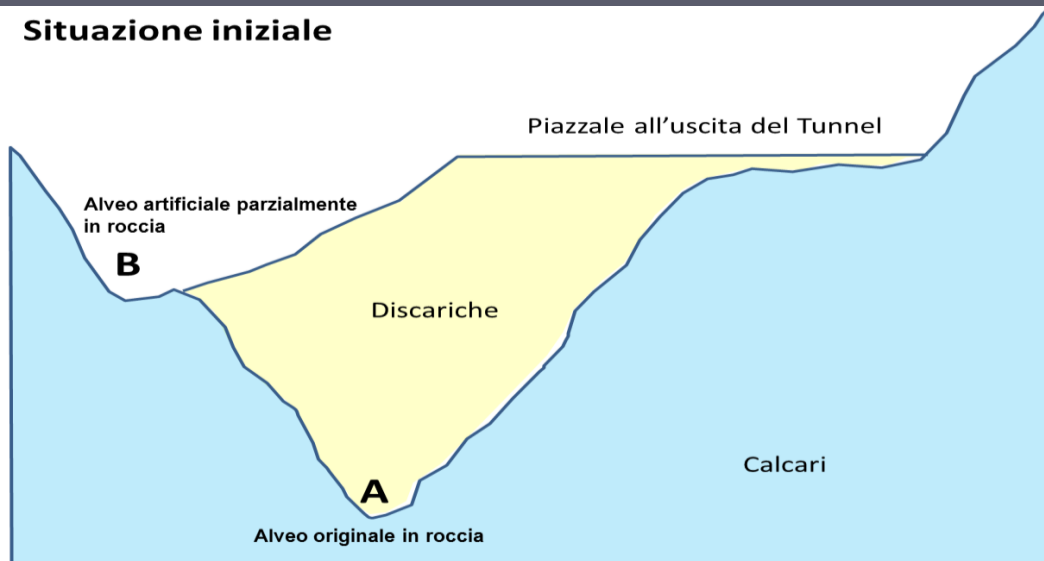 Situazione iniziale
Piazzale all'uscita del Tunnel
Alveo artificiale parzialmente
in roccia
B
Discariche
Calcari
A
Alveo originale in roccia